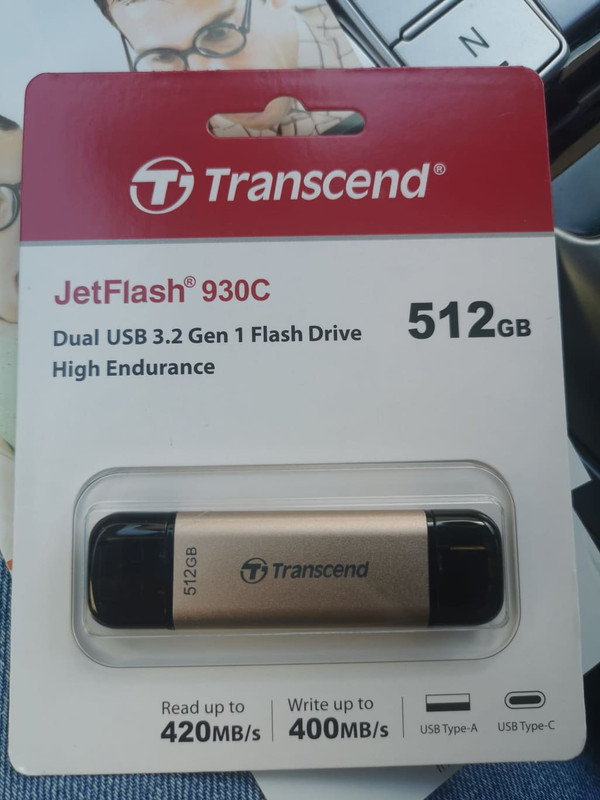 N
Transcend®
JetFlash® 930C
512GB
Dual USB 3.2 Gen 1 Flash Drive
High Endurance
512GB
Transcend
Read up to
420MB/s
Write up to
400MB/s
USB Type-A
USB Type-C